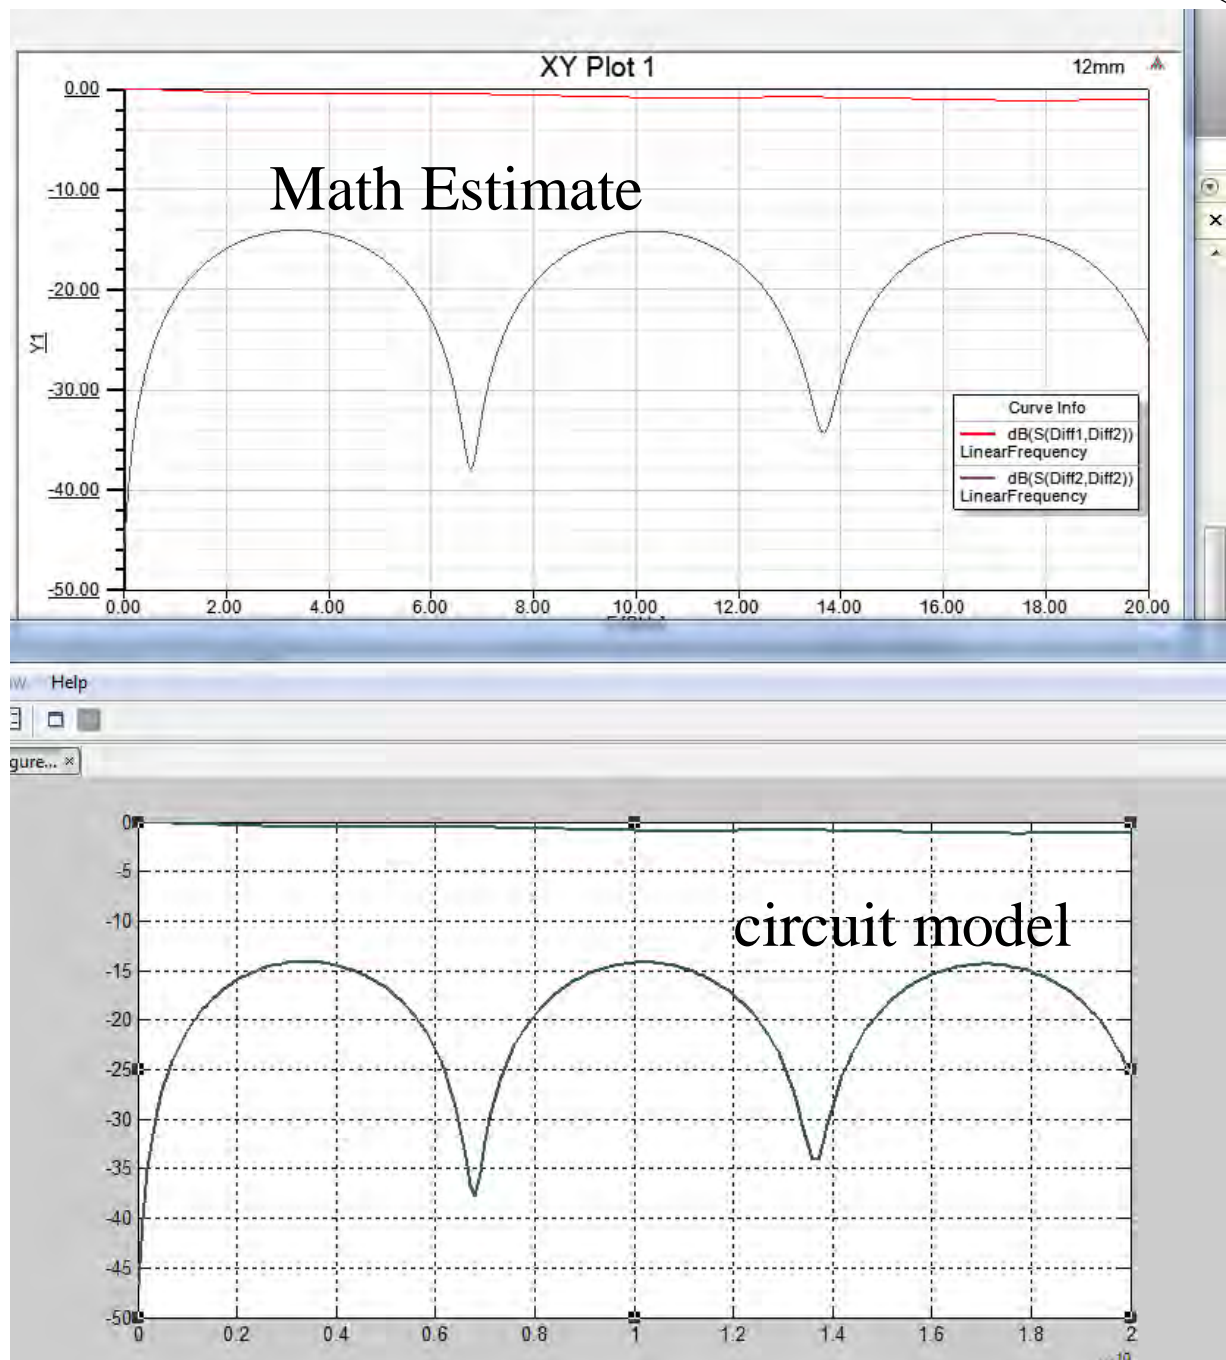 XY Plot 1
12mm
0.00
Math Estimate
-10.00
-20.00
Y1
-30.00
Curve Info
dB(S(Diff1,Diff2))
LinearFrequency
dB(S(Diff2,Diff2))
LinearFrequency
-40.00
-50.00
0.00 2.00 4.00 6.00 8.00 10.00 12.00 14.00 16.00 18.00 20.00
Help
gure...
0
-5
-10
circuit model
-15
-20
-25
-30
-35
-40
-45
-50
0 0.2 0.4 0.6 0.8 1 1.2 1.4 1.6 1.8 2